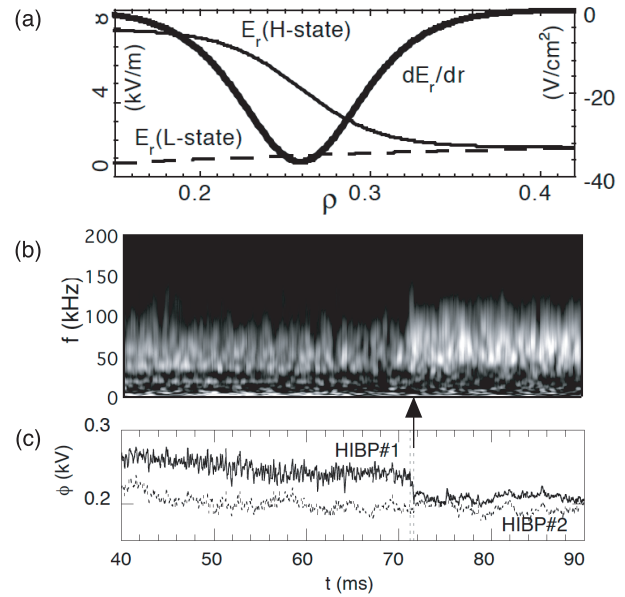 (a)
8
4
0
(kV/m)
E_r(H-state)
dE_r/dr
E_r(L-state)
0
-20
-40
(V/cm²)
0.2
0.3
0.4
ρ
(b)
200
150
100
50
0
f (kHz)
(c)
0.3
0.2
ϕ (kV)
HIBP#1
HIBP#2
40
50
60
70
80
90
t (ms)